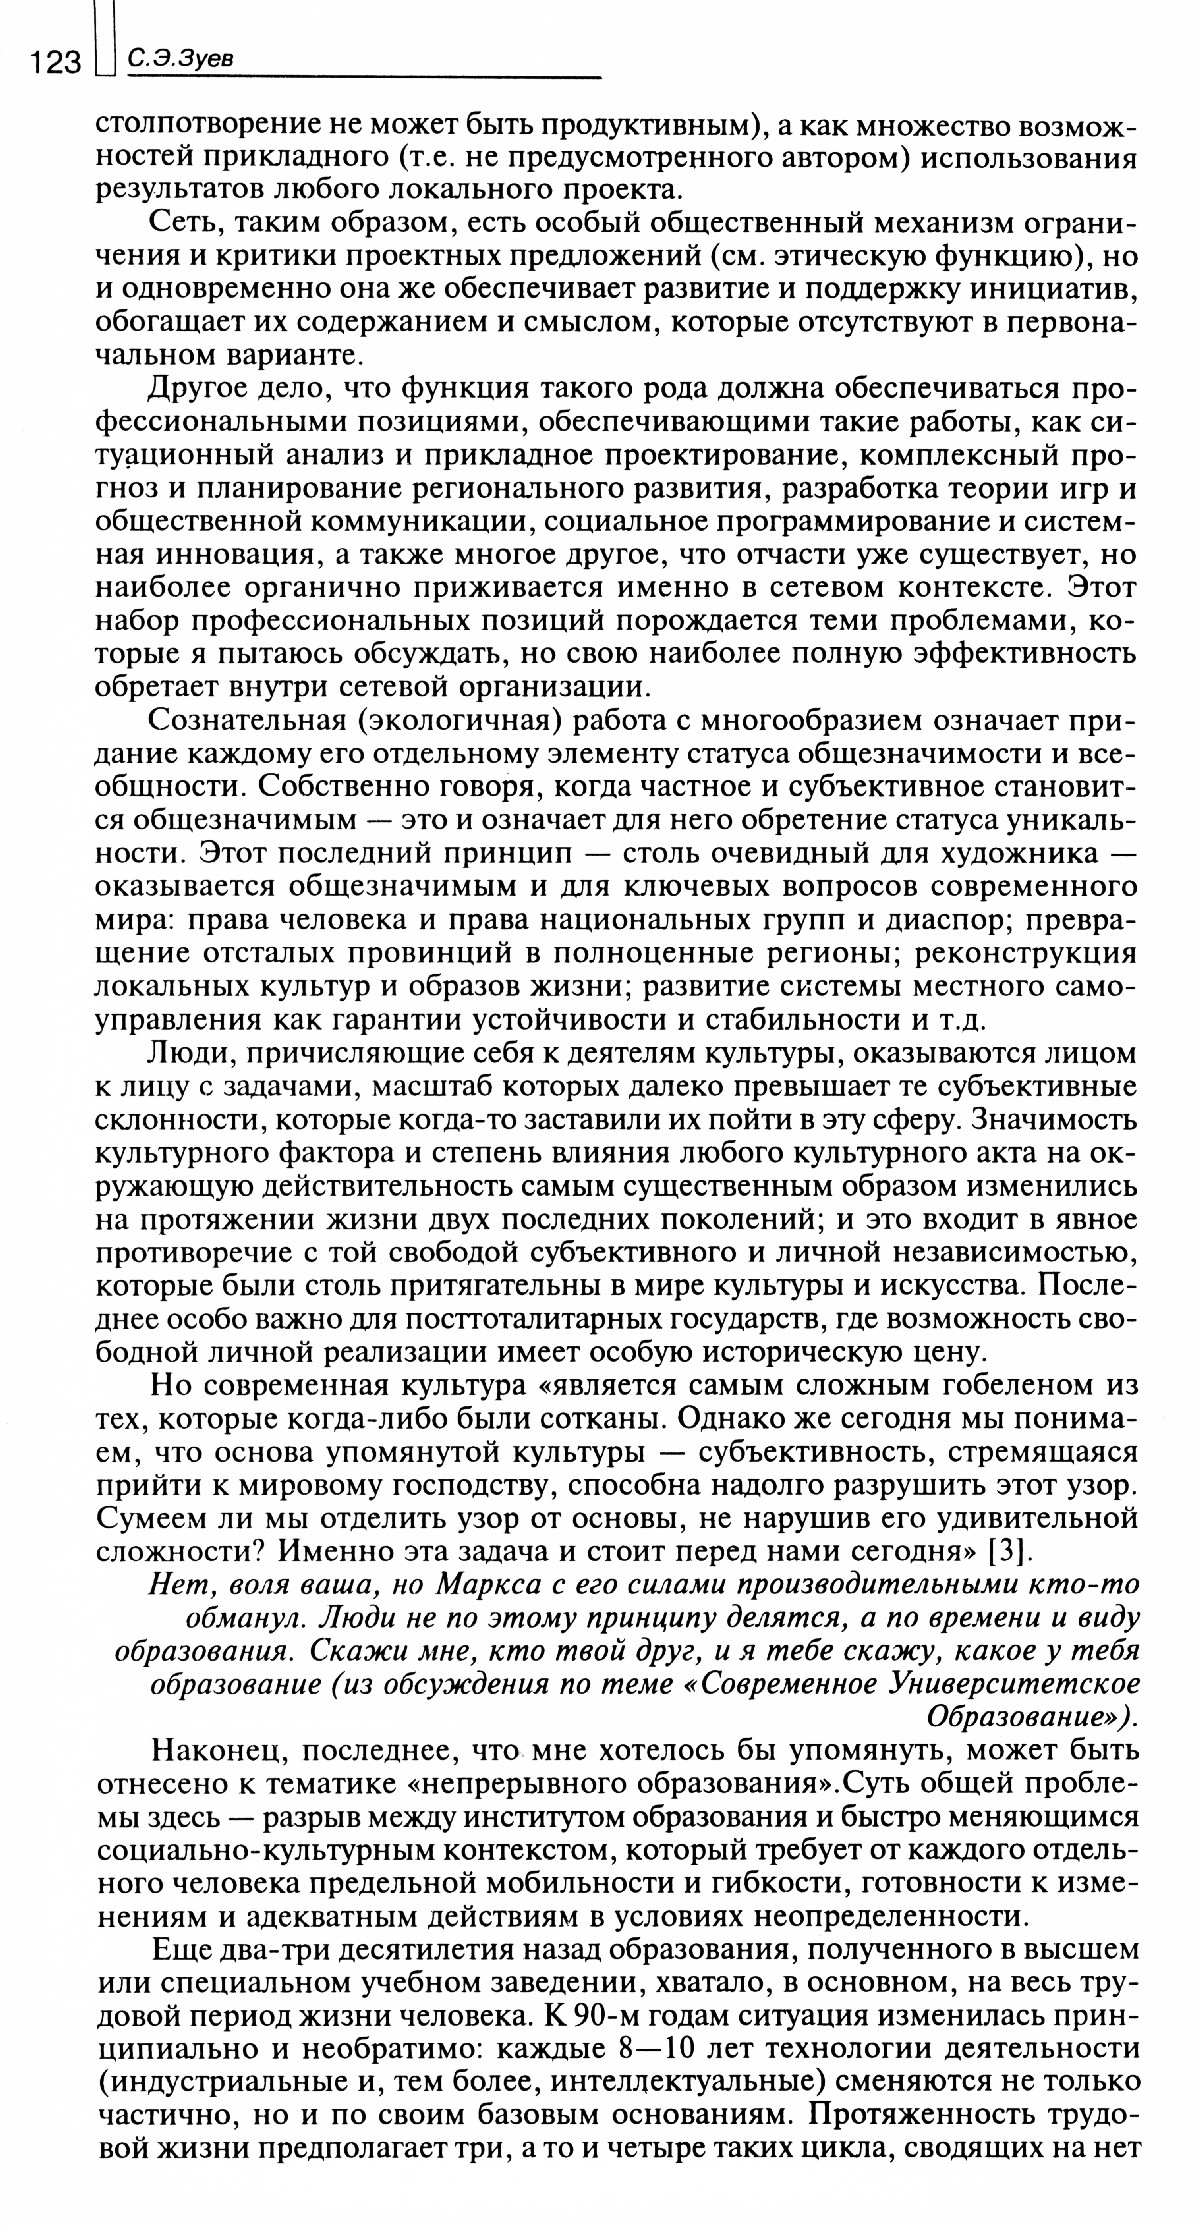 123 С.Э.Зуев
столпотворение не может быть продуктивным), а как множество возмож-
ностей прикладного (т.е. не предусмотренного автором) использования
результатов любого локального проекта.
Сеть, таким образом, есть особый общественный механизм ограни-
чения и критики проектных предложений (см. этическую функцию), но
и одновременно она же обеспечивает развитие и поддержку инициатив,
обогащает их содержанием и смыслом, которые отсутствуют в первона-
чальном варианте.
Другое дело, что функция такого рода должна обеспечиваться про-
фессиональными позициями, обеспечивающими такие работы, как си-
туационный анализ и прикладное проектирование, комплексный про-
гноз и планирование регионального развития, разработка теории игр и
общественной коммуникации, социальное программирование и систем-
ная инновация, а также многое другое, что отчасти уже существует, но
наиболее органично приживается именно в сетевом контексте. Этот
набор профессиональных позиций порождается теми проблемами, ко-
торые я пытаюсь обсуждать, но свою наиболее полную эффективность
обретает внутри сетевой организации.
Сознательная (экологичная) работа с многообразием означает при-
дание каждому его отдельному элементу статуса общезначимости и все-
общности. Собственно говоря, когда частное и субъективное становит-
ся общезначимым — это и означает для него обретение статуса уникаль-
ности. Этот последний принцип — столь очевидный для художника —
оказывается общезначимым и для ключевых вопросов современного
мира: права человека и права национальных групп и диаспор; превра-
щение отсталых провинций в полноценные регионы; реконструкция
локальных культур и образов жизни; развитие системы местного само-
управления как гарантии устойчивости и стабильности и т.д.
Люди, причисляющие себя к деятелям культуры, оказываются лицом
к лицу с задачами, масштаб которых далеко превышает те субъективные
склонности, которые когда-то заставили их пойти в эту сферу. Значимость
культурного фактора и степень влияния любого культурного акта на ок-
ружающую действительность самым существенным образом изменились
на протяжении жизни двух последних поколений; и это входит в явное
противоречие с той свободой субъективного и личной независимостью,
которые были столь притягательны в мире культуры и искусства. После-
днее особо важно для посттоталитарных государств, где возможность сво-
бодной личной реализации имеет особую историческую цену.
Но современная культура «является самым сложным гобеленом из
тех, которые когда-либо были сотканы. Однако же сегодня мы понима-
ем, что основа упомянутой культуры — субъективность, стремящаяся
прийти к мировому господству, способна надолго разрушить этот узор.
Сумеем ли мы отделить узор от основы, не нарушив его удивительной
сложности? Именно эта задача и стоит перед нами сегодня» [3].
Нет, воля ваша, но Маркса с его силами производительными кто-то
обманул. Люди не по этому принципу делятся, а по времени и виду
образования. Скажи мне, кто твой друг, и я тебе скажу, какое у тебя
образование (из обсуждения по теме «Современное Университетское
Образование»).
Наконец, последнее, что мне хотелось бы упомянуть, может быть
отнесено к тематике «непрерывного образования».Суть общей пробле-
мы здесь — разрыв между институтом образования и быстро меняющимся
социально-культурным контекстом, который требует от каждого отдель-
ного человека предельной мобильности и гибкости, готовности к изме-
нениям и адекватным действиям в условиях неопределенности.
Еще два-три десятилетия назад образования, полученного в высшем
или специальном учебном заведении, хватало, в основном, на весь тру-
довой период жизни человека. К 90-м годам ситуация изменилась прин-
ципиально и необратимо: каждые 8—10 лет технологии деятельности
(индустриальные и, тем более, интеллектуальные) сменяются не только
частично, но и по своим базовым основаниям. Протяженность трудо-
вой жизни предполагает три, а то и четыре таких цикла, сводящих на нет